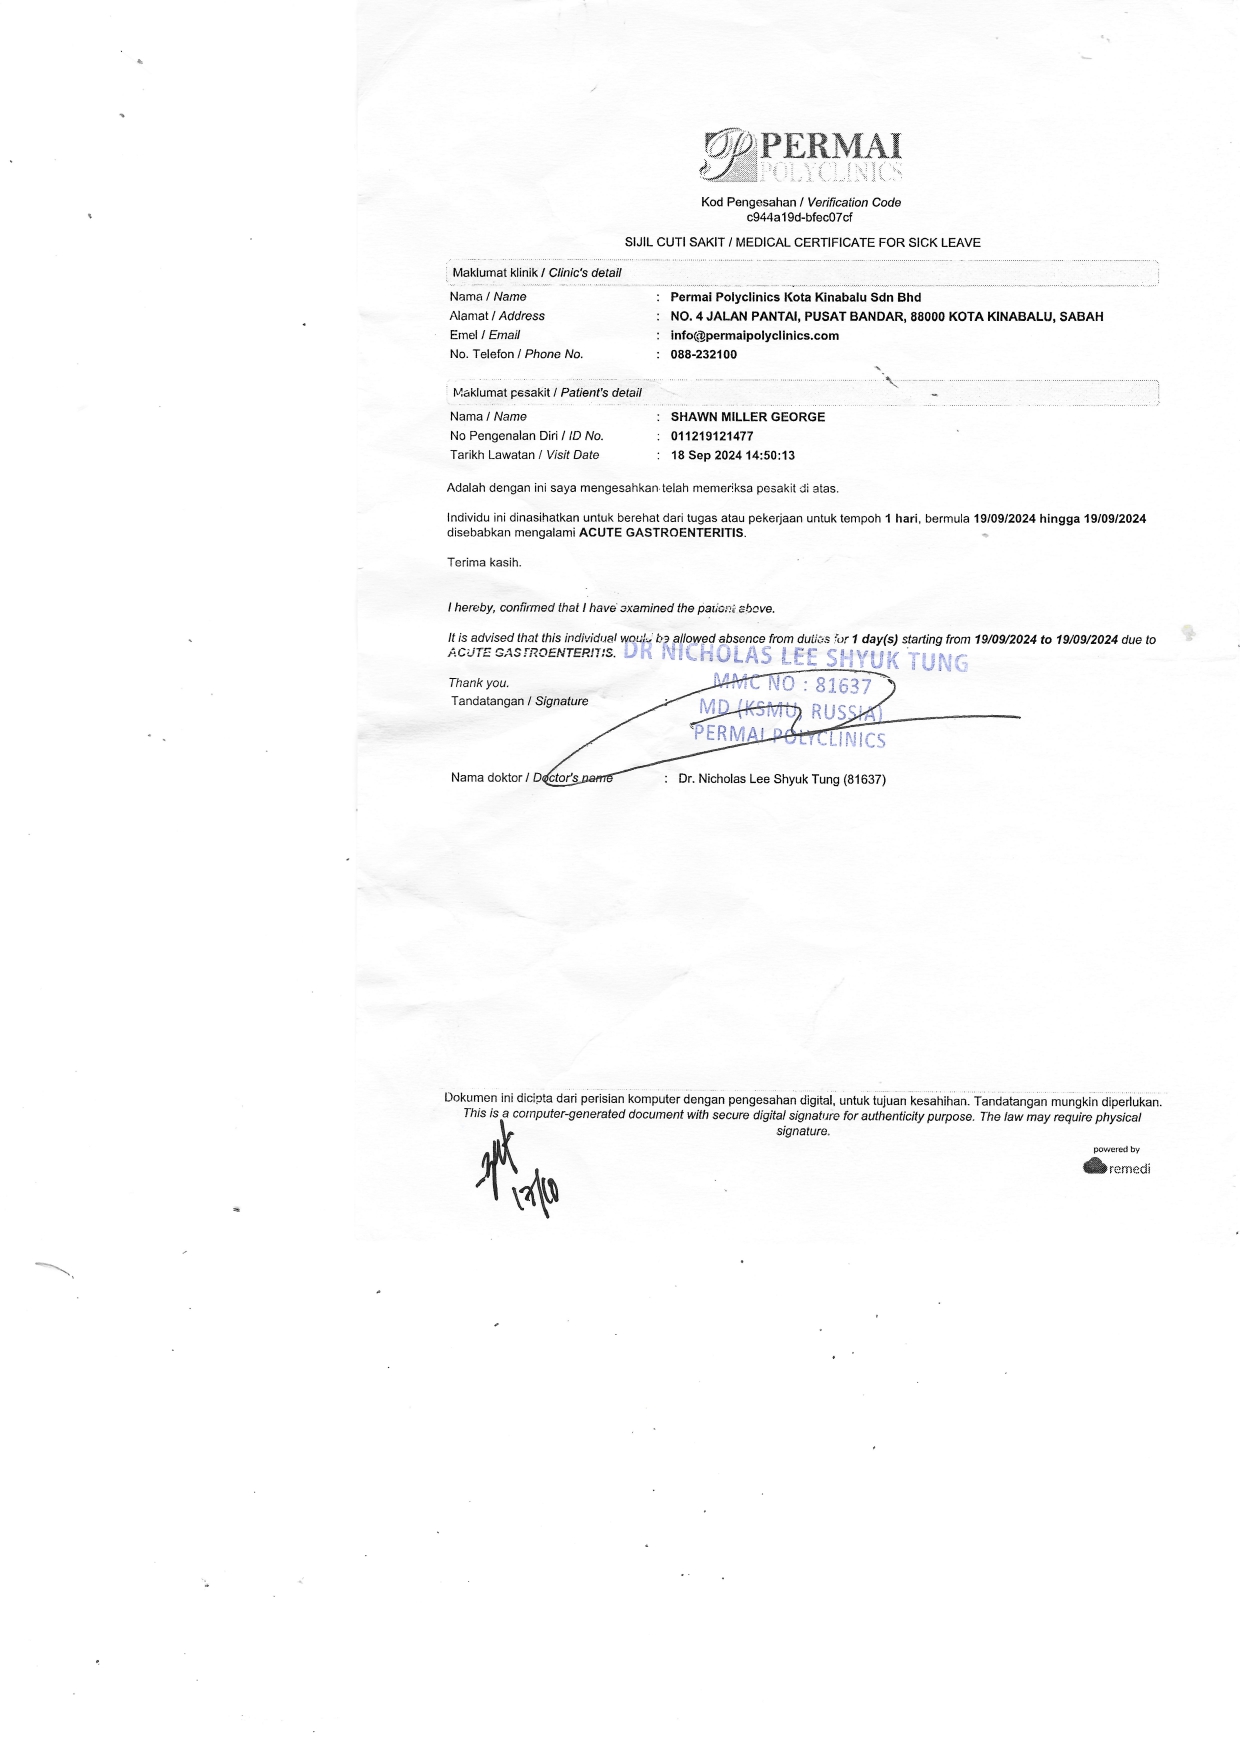 PERMAI
POLYCLINICS
Kod Pengesahan / Verification Code
c944a19d-bfec07cf
SIJIL CUTI SAKIT / MEDICAL CERTIFICATE FOR SICK LEAVE
Maklumat klinik / Clinic's detail
Nama / Name : Permai Polyclinics Kota Kinabalu Sdn Bhd
Alamat / Address : NO. 4 JALAN PANTAI, PUSAT BANDAR, 88000 KOTA KINABALU, SABAH
Emel / Email : info@permaipolyclinics.com
No. Telefon / Phone No. : 088-232100
Maklumat pesakit / Patient's detail
Nama / Name : SHAWN MILLER GEORGE
No Pengenalan Diri / ID No. : 011219121477
Tarikh Lawatan / Visit Date : 18 Sep 2024 14:50:13
Adalah dengan ini saya mengesahkan telah memeriksa pesakit di atas.
Individu ini dinasihatkan untuk berehat dari tugas atau pekerjaan untuk tempoh 1 hari, bermula 19/09/2024 hingga 19/09/2024
disebabkan mengalami ACUTE GASTROENTERITIS.
Terima kasih.
I hereby, confirmed that I have examined the patient above.
It is advised that this individual would be allowed absence from duties for 1 day(s) starting from 19/09/2024 to 19/09/2024 due to
ACUTE GASTROENTERITIS.
DR NICHOLAS LEE SHYUK TUNG
MMC NO : 81637
MD (KSMU, RUSSIA)
PERMAI POLYCLINICS
Thank you.
Tandatangan / Signature :
Nama doktor / Doctor's name : Dr. Nicholas Lee Shyuk Tung (81637)
Dokumen ini dicipta dari perisian komputer dengan pengesahan digital, untuk tujuan kesahihan. Tandatangan mungkin diperlukan.
This is a computer-generated document with secure digital signature for authenticity purpose. The law may require physical
signature.
powered by
remedi